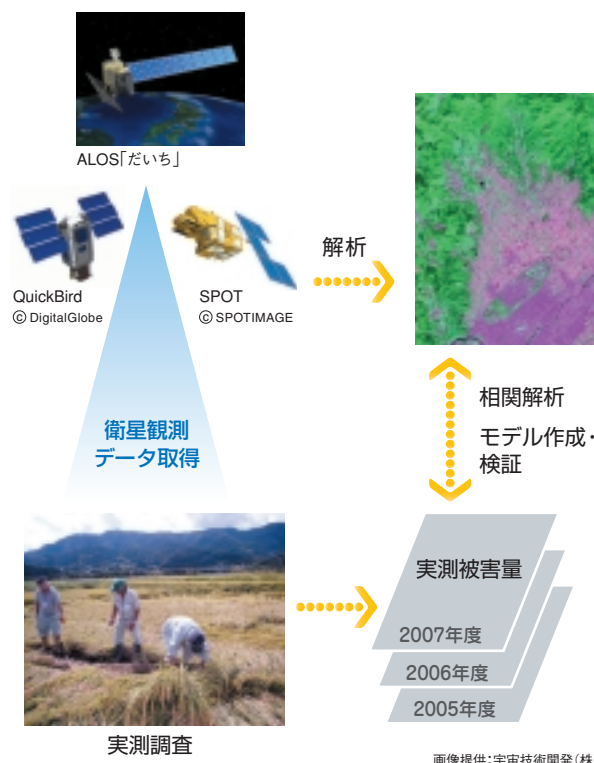 ALOS「だいち」
QuickBird
© DigitalGlobe
SPOT
© SPOTIMAGE
解析
衛星観測
データ取得
相関解析
モデル作成・
検証
実測被害量
2007年度
2006年度
2005年度
実測調査
画像提供:宇宙技術開発(株